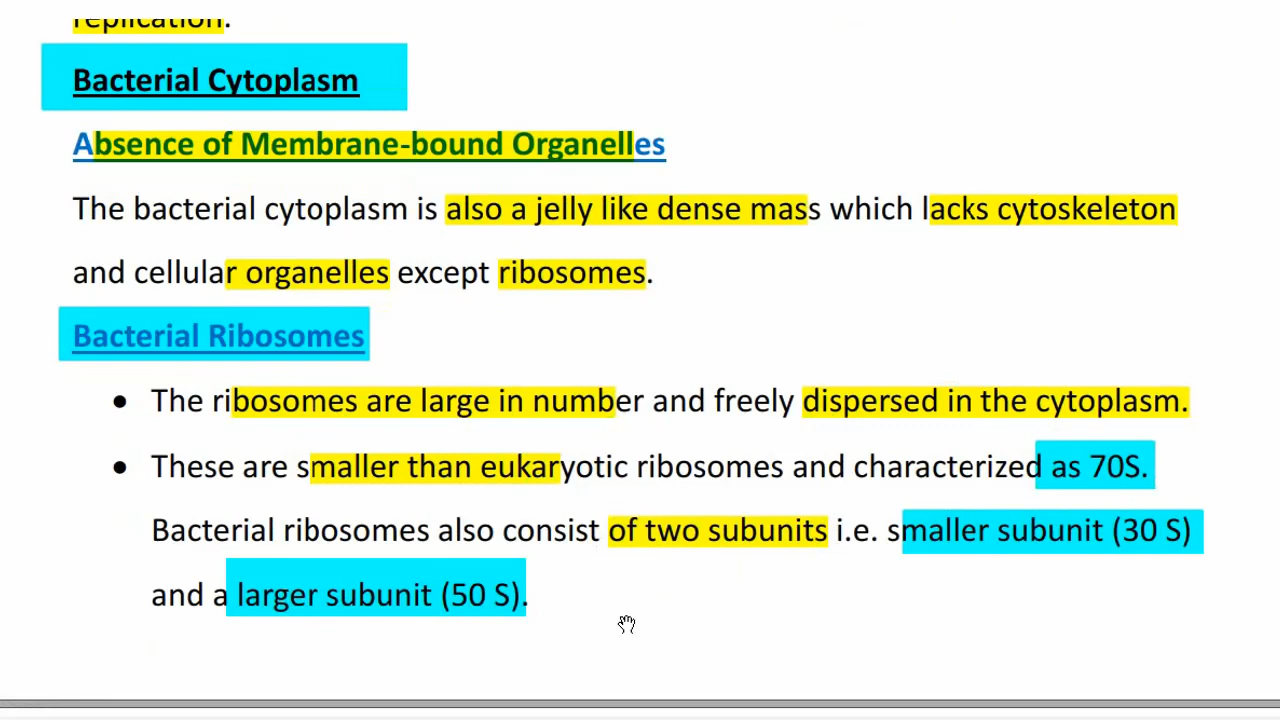 replication.
Bacterial Cytoplasm
Absence of Membrane-bound Organelles
The bacterial cytoplasm is also a jelly like dense mass which lacks cytoskeleton
and cellular organelles except ribosomes.
Bacterial Ribosomes
• The ribosomes are large in number and freely dispersed in the cytoplasm.
• These are smaller than eukaryotic ribosomes and characterized as 70S.
Bacterial ribosomes also consist of two subunits i.e. smaller subunit (30 S)
and a larger subunit (50 S).